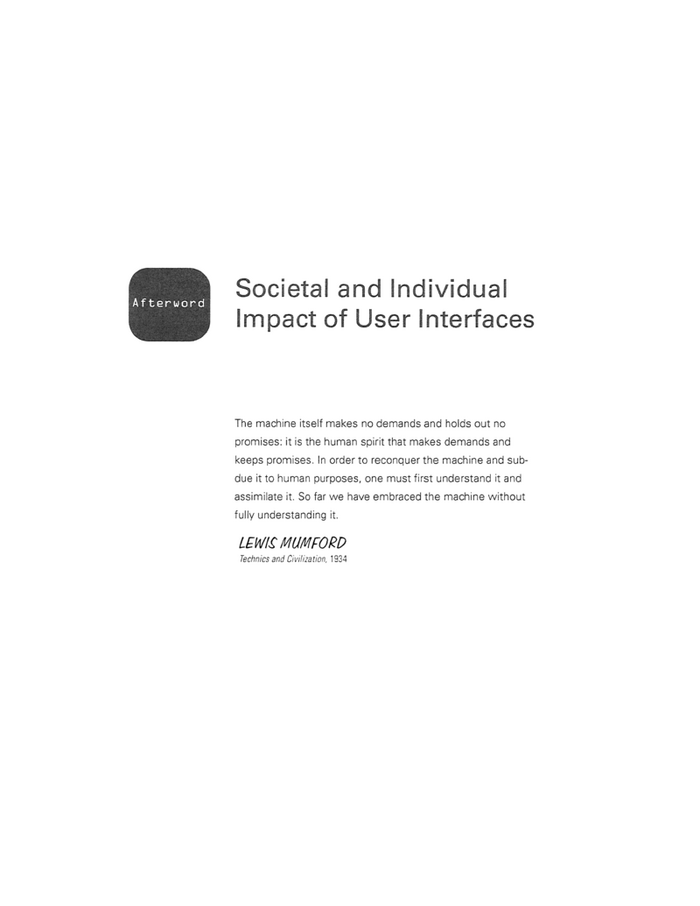 Afterword
Societal and Individual
Impact of User Interfaces
The machine itself makes no demands and holds out no
promises: it is the human spirit that makes demands and
keeps promises. In order to reconquer the machine and sub-
due it to human purposes, one must first understand it and
assimilate it. So far we have embraced the machine without
fully understanding it.
LEWIS MUMFORD
Technics and Civilization, 1934